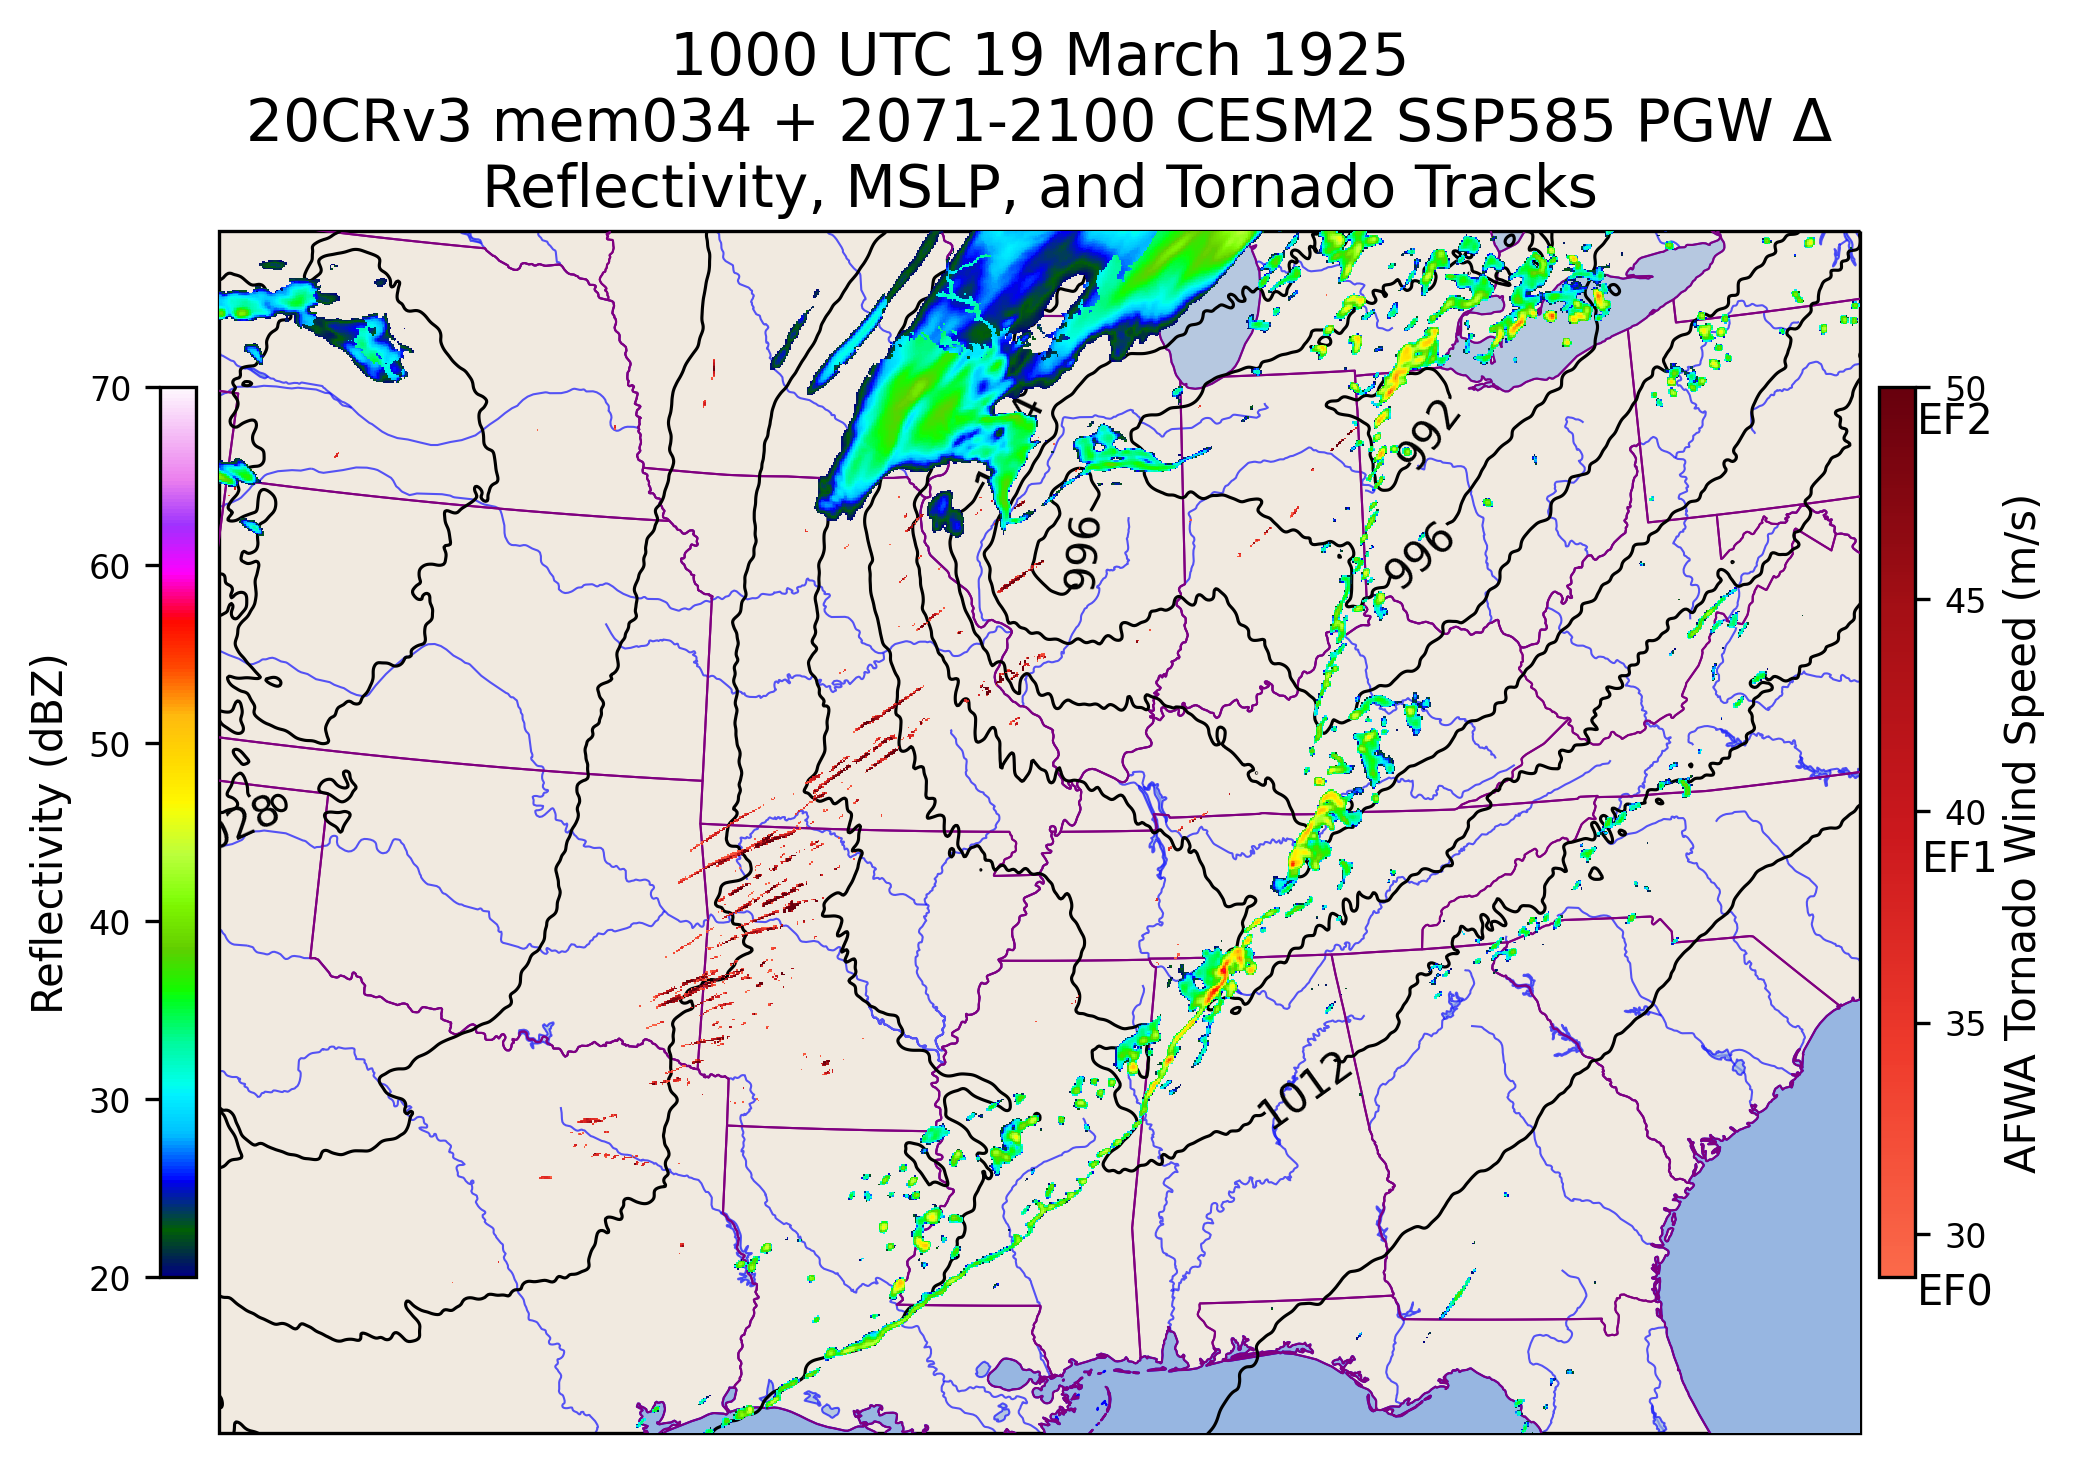 1000 UTC 19 March 1925
20CRv3 mem034 + 2071-2100 CESM2 SSP585 PGW Δ
Reflectivity, MSLP, and Tornado Tracks
70
60
50
40
30
20
Reflectivity (dBZ)
992
996
996
1012
50
EF2
45
40
EF1
35
30
EF0
AFWA Tornado Wind Speed (m/s)